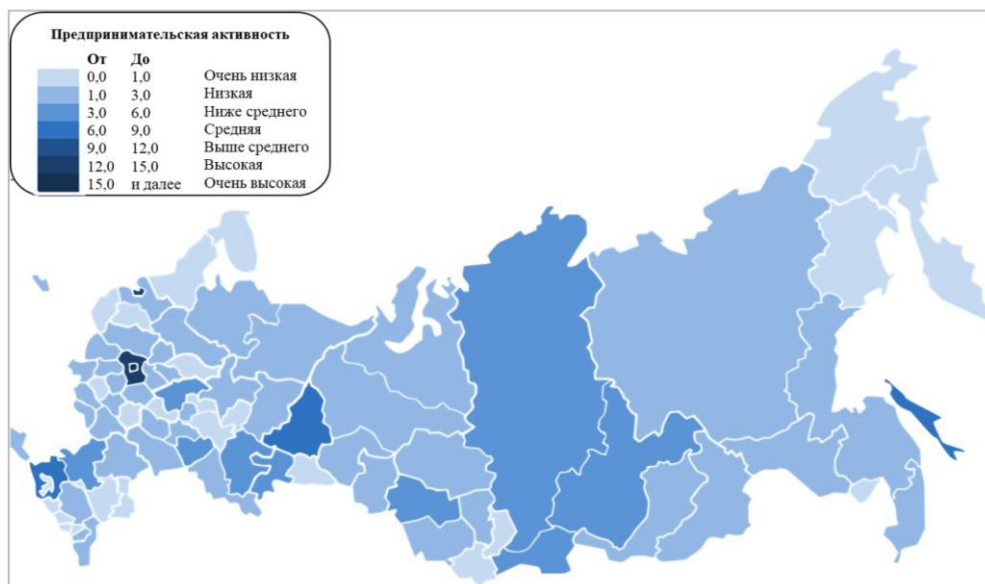 Предпринимательская активность
От До
0,0 1,0 Очень низкая
1,0 3,0 Низкая
3,0 6,0 Ниже среднего
6,0 9,0 Средняя
9,0 12,0 Выше среднего
12,0 15,0 Высокая
15,0 и далее Очень высокая